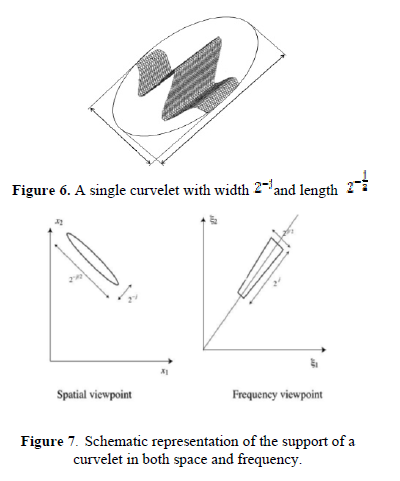 Figure 6. A single curvelet with width 2^-j and length 2^-j/2
x2
2^-j/2
2^-j
x1
Spatial viewpoint
ξ2
2^j/2
2^j
ξ1
Frequency viewpoint
Figure 7. Schematic representation of the support of a
curvelet in both space and frequency.